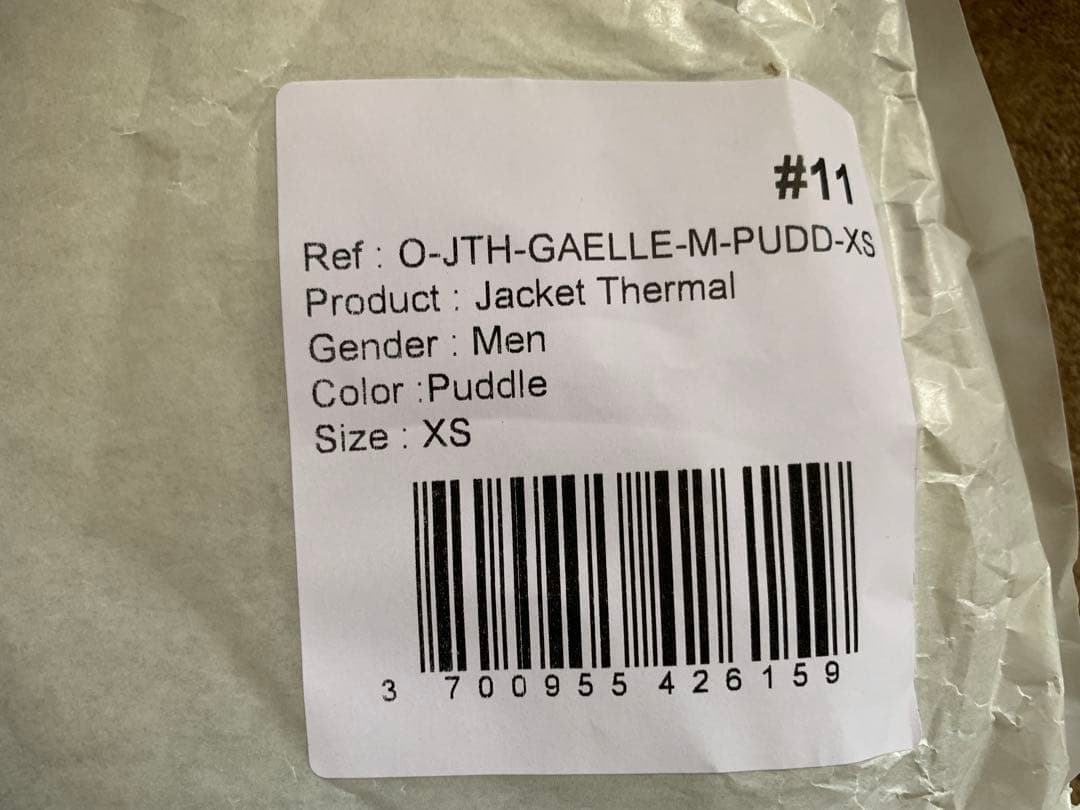 #11
Ref : O-JTH-GAELLE-M-PUDD-XS
Product : Jacket Thermal
Gender : Men
Color :Puddle
Size : XS
3 700955 426159